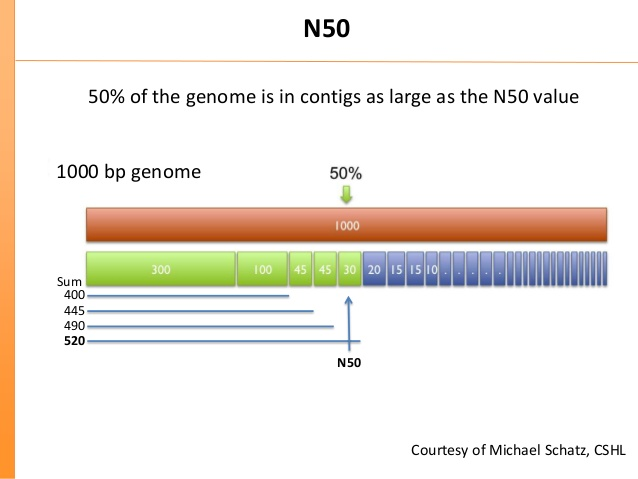 N50
50% of the genome is in contigs as large as the N50 value
1000 bp genome
50%
1000
300 100 45 45 30 20 15 15 10 . . . . .
Sum
400
445
490
520
N50
Courtesy of Michael Schatz, CSHL